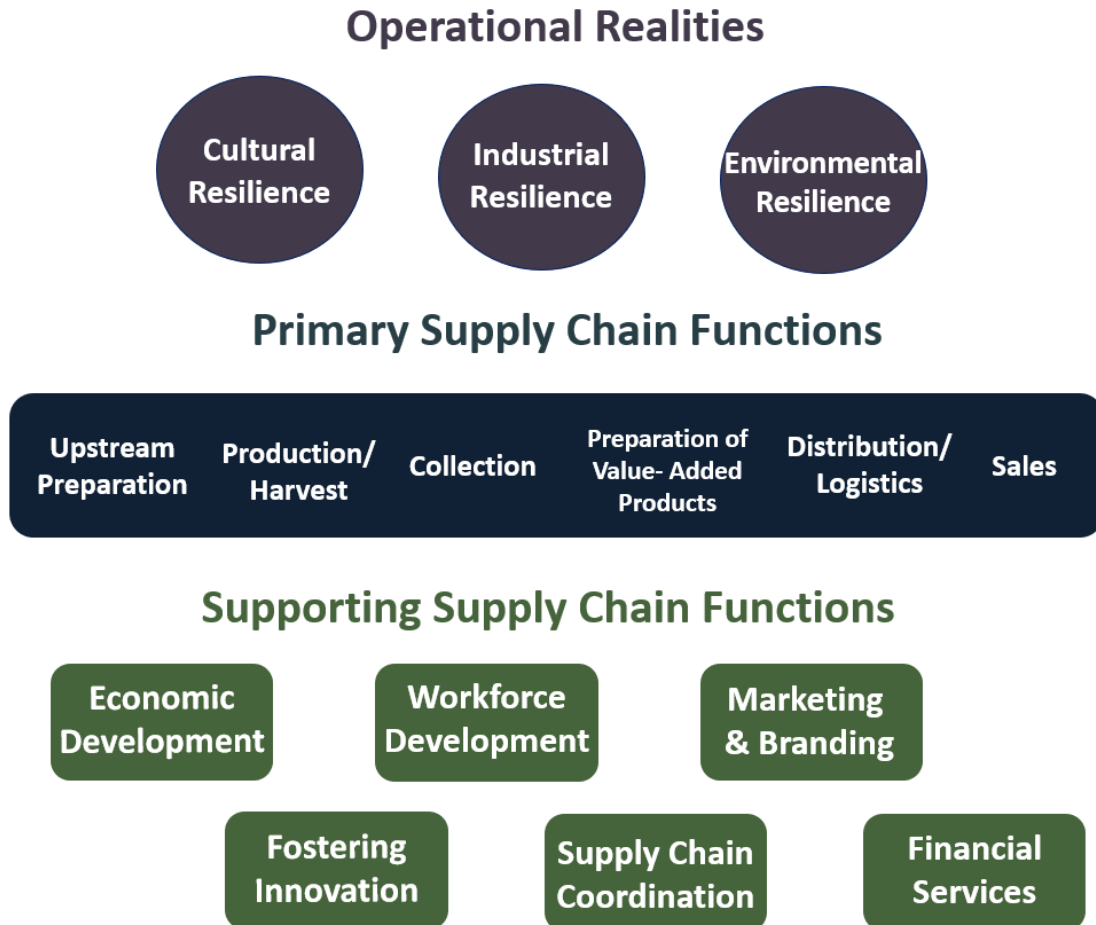 Operational Realities
Cultural
Resilience
Industrial
Resilience
Environmental
Resilience
Primary Supply Chain Functions
Upstream
Preparation
Production/
Harvest
Collection
Preparation of
Value- Added
Products
Distribution/
Logistics
Sales
Supporting Supply Chain Functions
Economic
Development
Workforce
Development
Marketing
& Branding
Fostering
Innovation
Supply Chain
Coordination
Financial
Services